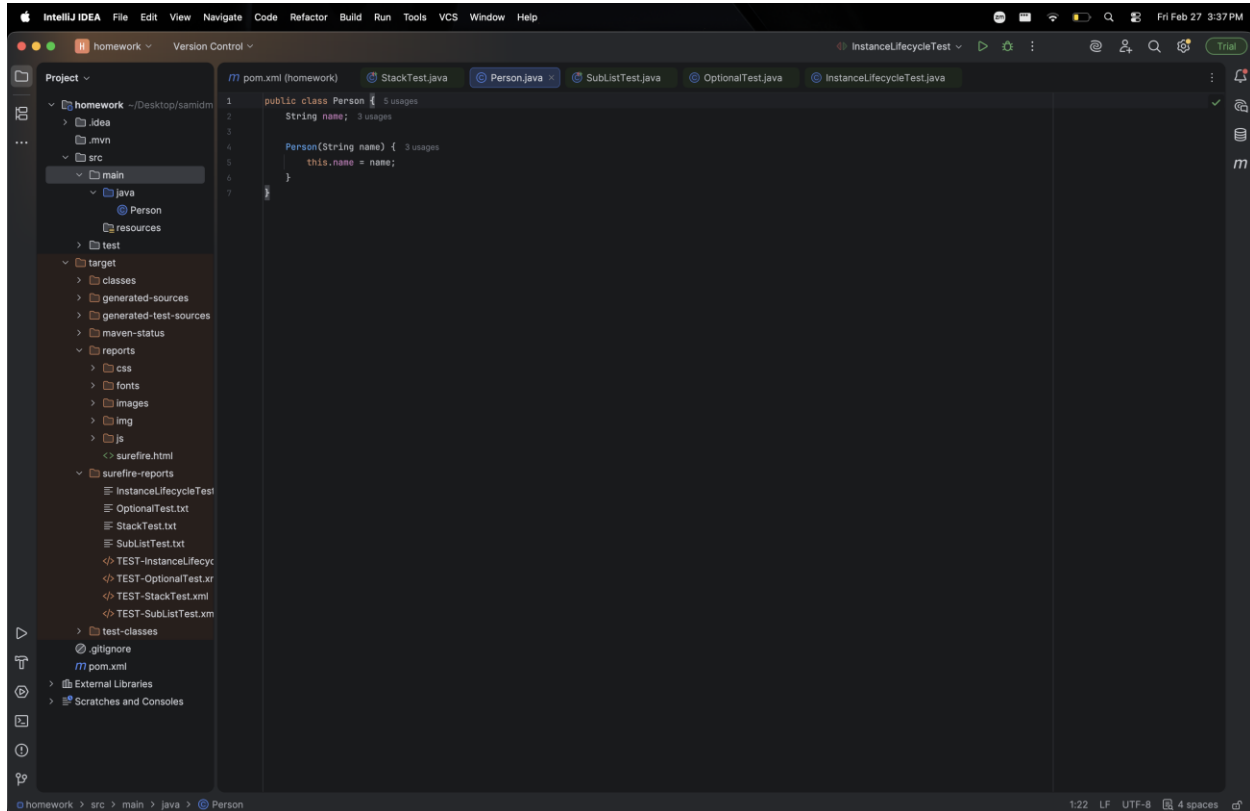 IntelliJ IDEA File Edit View Navigate Code Refactor Build Run Tools VCS Window Help
Fri Feb 27 3:37 PM
H homework Version Control
InstanceLifecycleTest
Trial
Project
pom.xml (homework) StackTest.java Person.java SubListTest.java OptionalTest.java InstanceLifecycleTest.java
homework ~/Desktop/samidm
.idea
.mvn
src
main
java
Person
resources
test
target
classes
generated-sources
generated-test-sources
maven-status
reports
css
fonts
images
img
js
surefire.html
surefire-reports
InstanceLifecycleTest
OptionalTest.txt
StackTest.txt
SubListTest.txt
TEST-InstanceLifecyc
TEST-OptionalTest.xr
TEST-StackTest.xml
TEST-SubListTest.xm
test-classes
.gitignore
pom.xml
External Libraries
Scratches and Consoles
1 public class Person { 5 usages
2 String name; 3 usages
3
4 Person(String name) { 3 usages
5 this.name = name;
6 }
7 }
homework > src > main > java > Person
1:22 LF UTF-8 4 spaces